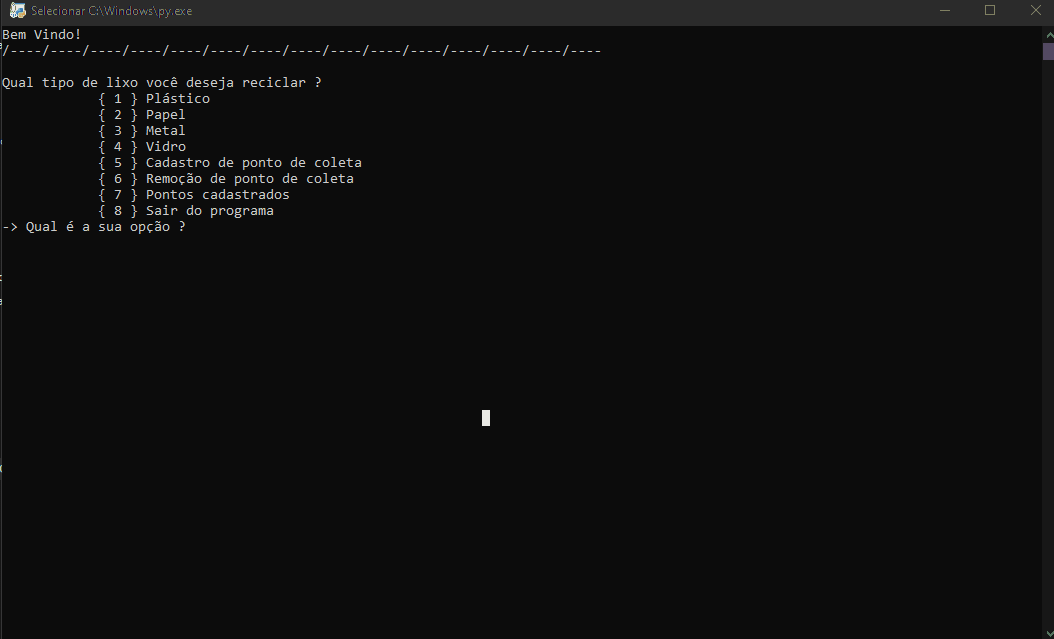 Selecionar C:\Windows\py.exe
Bem Vindo!
/----/----/----/----/----/----/----/----/----/----/----/----/----/----/----
Qual tipo de lixo você deseja reciclar ?
{ 1 } Plástico
{ 2 } Papel
{ 3 } Metal
{ 4 } Vidro
{ 5 } Cadastro de ponto de coleta
{ 6 } Remoção de ponto de coleta
{ 7 } Pontos cadastrados
{ 8 } Sair do programa
-> Qual é a sua opção ?